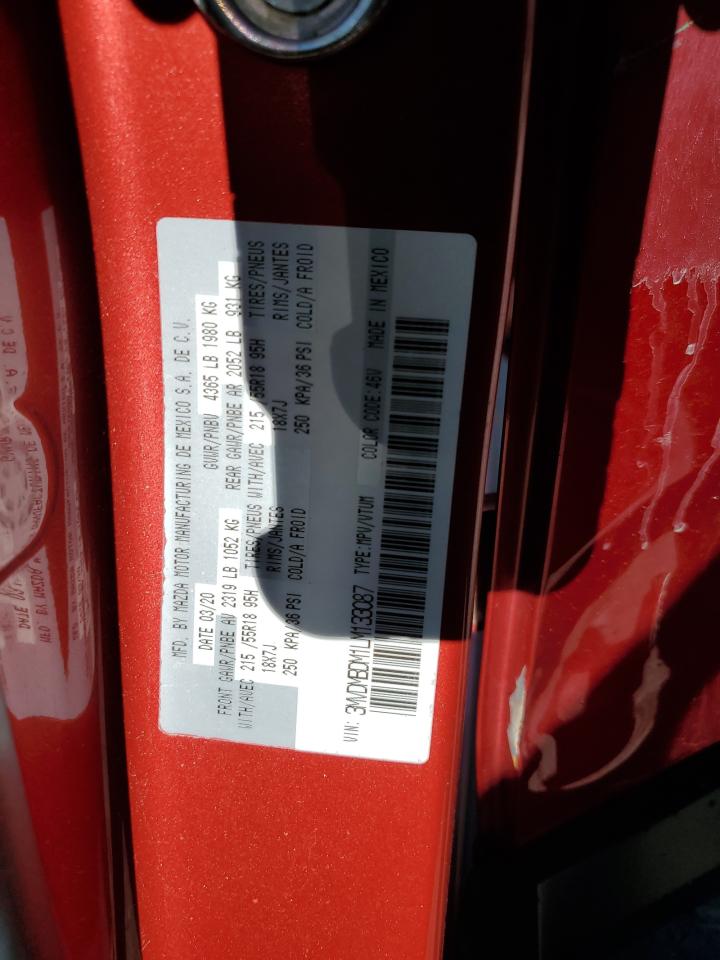 MFD. BY MAZDA MOTOR MANUFACTURING DE MEXICO S.A. DE C.V.
DATE 03/20 GVWR/PNBV 4365 LB 1980 KG
FRONT GAWR/PNBE AV 2319 LB 1052 KG REAR GAWR/PNBE AR 2052 LB 931 KG
TIRES/PNEUS TIRES/PNEUS
WITH/AVEC 215 /55R18 95H WITH/AVEC 215 /55R18 95H
RIMS/JANTES RIMS/JANTES
18X7J 18X7J
250 KPA/36 PSI COLD/A FROID 250 KPA/36 PSI COLD/A FROID
VIN: 3MVDMBDM1LM133087 TYPE:MPV/VTUM COLOR CODE:46V MADE IN MEXICO